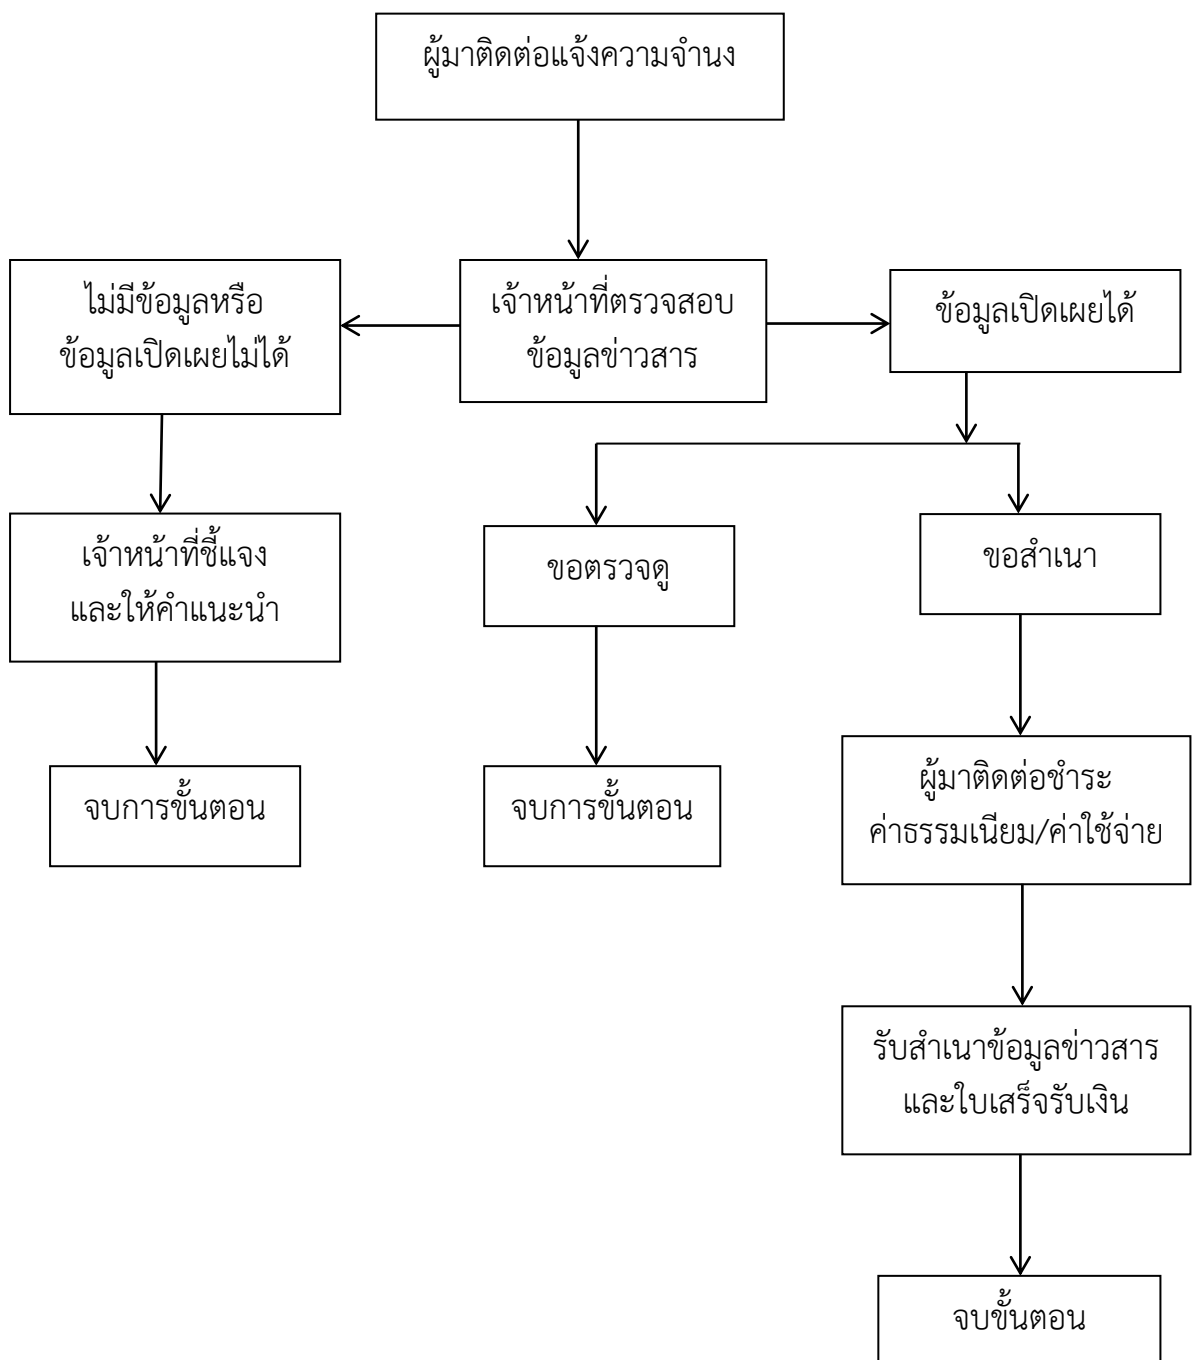 ผู้มาติดต่อแจ้งความจำนง
ไม่มีข้อมูลหรือ
ข้อมูลเปิดเผยไม่ได้
เจ้าหน้าที่ตรวจสอบ
ข้อมูลข่าวสาร
ข้อมูลเปิดเผยได้
เจ้าหน้าที่ชี้แจง
และให้คำแนะนำ
ขอตรวจดู
ขอสำเนา
จบการขั้นตอน
จบการขั้นตอน
ผู้มาติดต่อชำระ
ค่าธรรมเนียม/ค่าใช้จ่าย
รับสำเนาข้อมูลข่าวสาร
และใบเสร็จรับเงิน
จบขั้นตอน